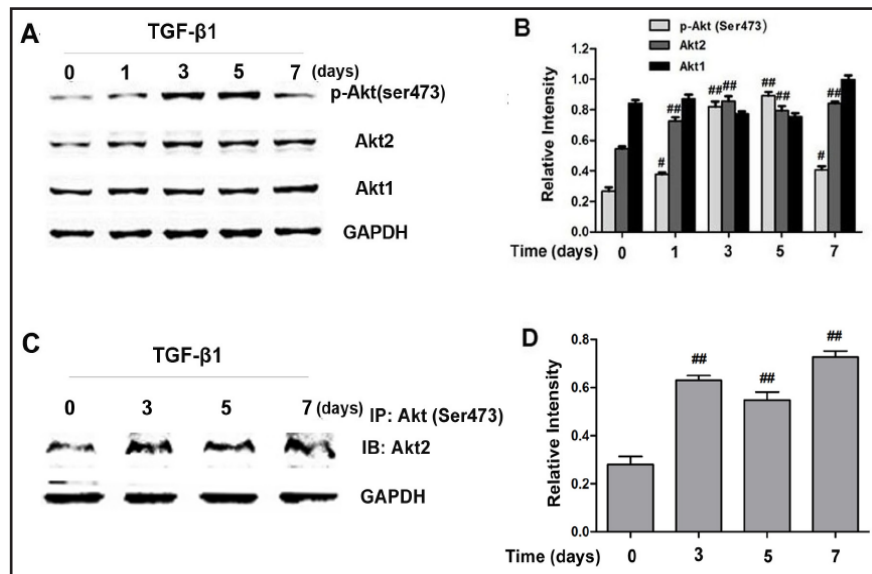 A
TGF-β1
0 1 3 5 7 (days)
p-Akt(ser473)
Akt2
Akt1
GAPDH
B
p-Akt (Ser473)
Akt2
Akt1
Relative Intensity
1.2
1.0
0.8
0.6
0.4
0.2
0.0
# ## ## ## ## ## # ##
Time (days) 0 1 3 5 7
C
TGF-β1
0 3 5 7 (days)
IP: Akt (Ser473)
IB: Akt2
GAPDH
D
Relative Intensity
0.8
0.6
0.4
0.2
0.0
## ## ##
Time (days) 0 3 5 7